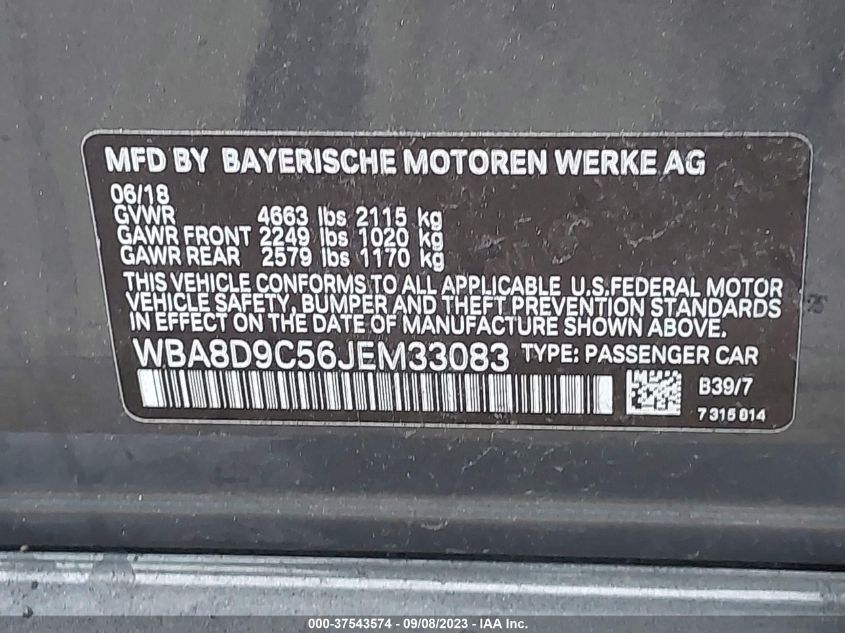 MFD BY BAYERISCHE MOTOREN WERKE AG
06/18
GVWR 4663 lbs 2115 kg
GAWR FRONT 2249 lbs 1020 kg
GAWR REAR 2579 lbs 1170 kg
THIS VEHICLE CONFORMS TO ALL APPLICABLE U.S.FEDERAL MOTOR
VEHICLE SAFETY, BUMPER AND THEFT PREVENTION STANDARDS
IN EFFECT ON THE DATE OF MANUFACTURE SHOWN ABOVE.
WBA8D9C56JEM33083 TYPE: PASSENGER CAR
B39/7
7 315 014
000-37543574 - 09/08/2023 - IAA Inc.